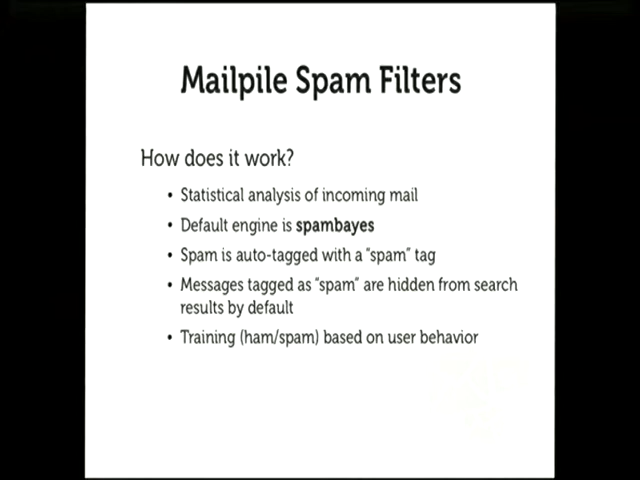 Mailpile Spam Filters
How does it work?
• Statistical analysis of incoming mail
• Default engine is spambayes
• Spam is auto-tagged with a "spam" tag
• Messages tagged as "spam" are hidden from search
results by default
• Training (ham/spam) based on user behavior